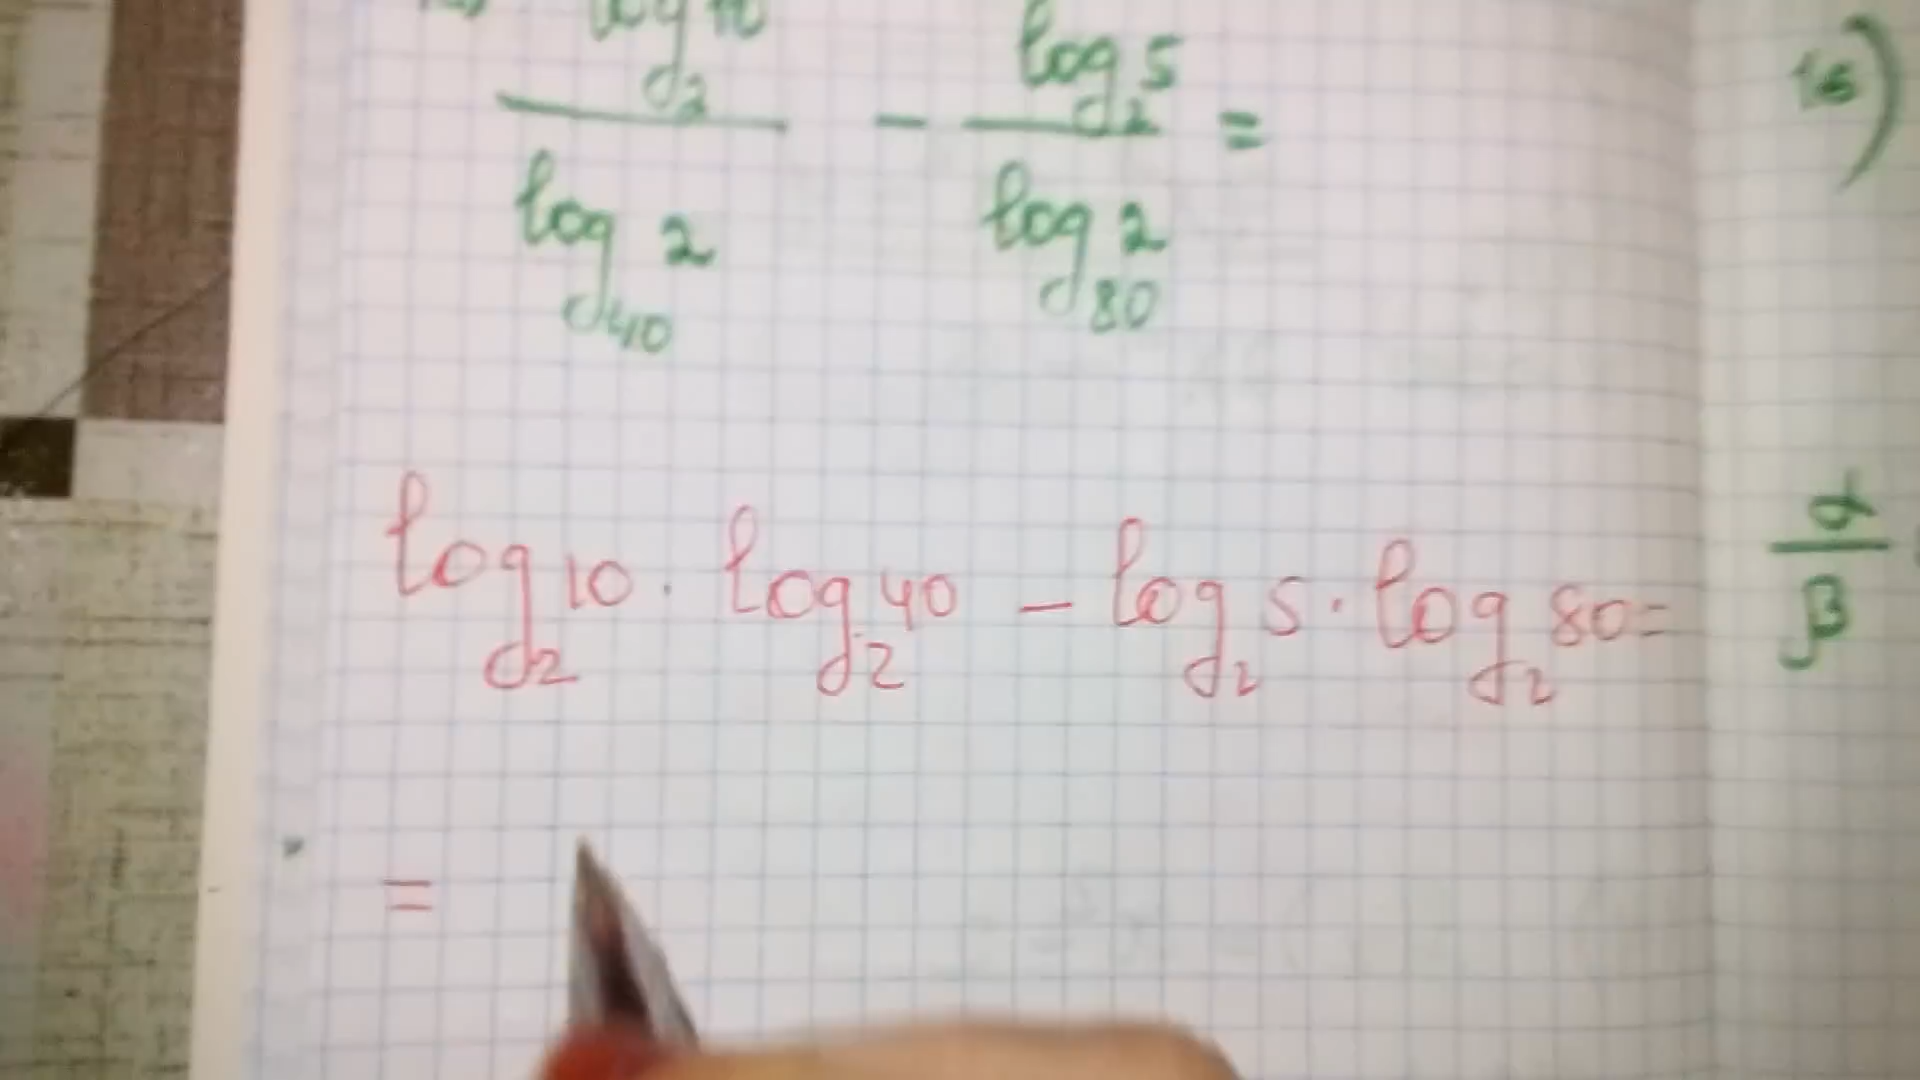 log₂10 / log₄₀2 - log₂5 / log₈₀2 =
log₂10 · log₂40 - log₂5 · log₂80 =
=
16)
α
β